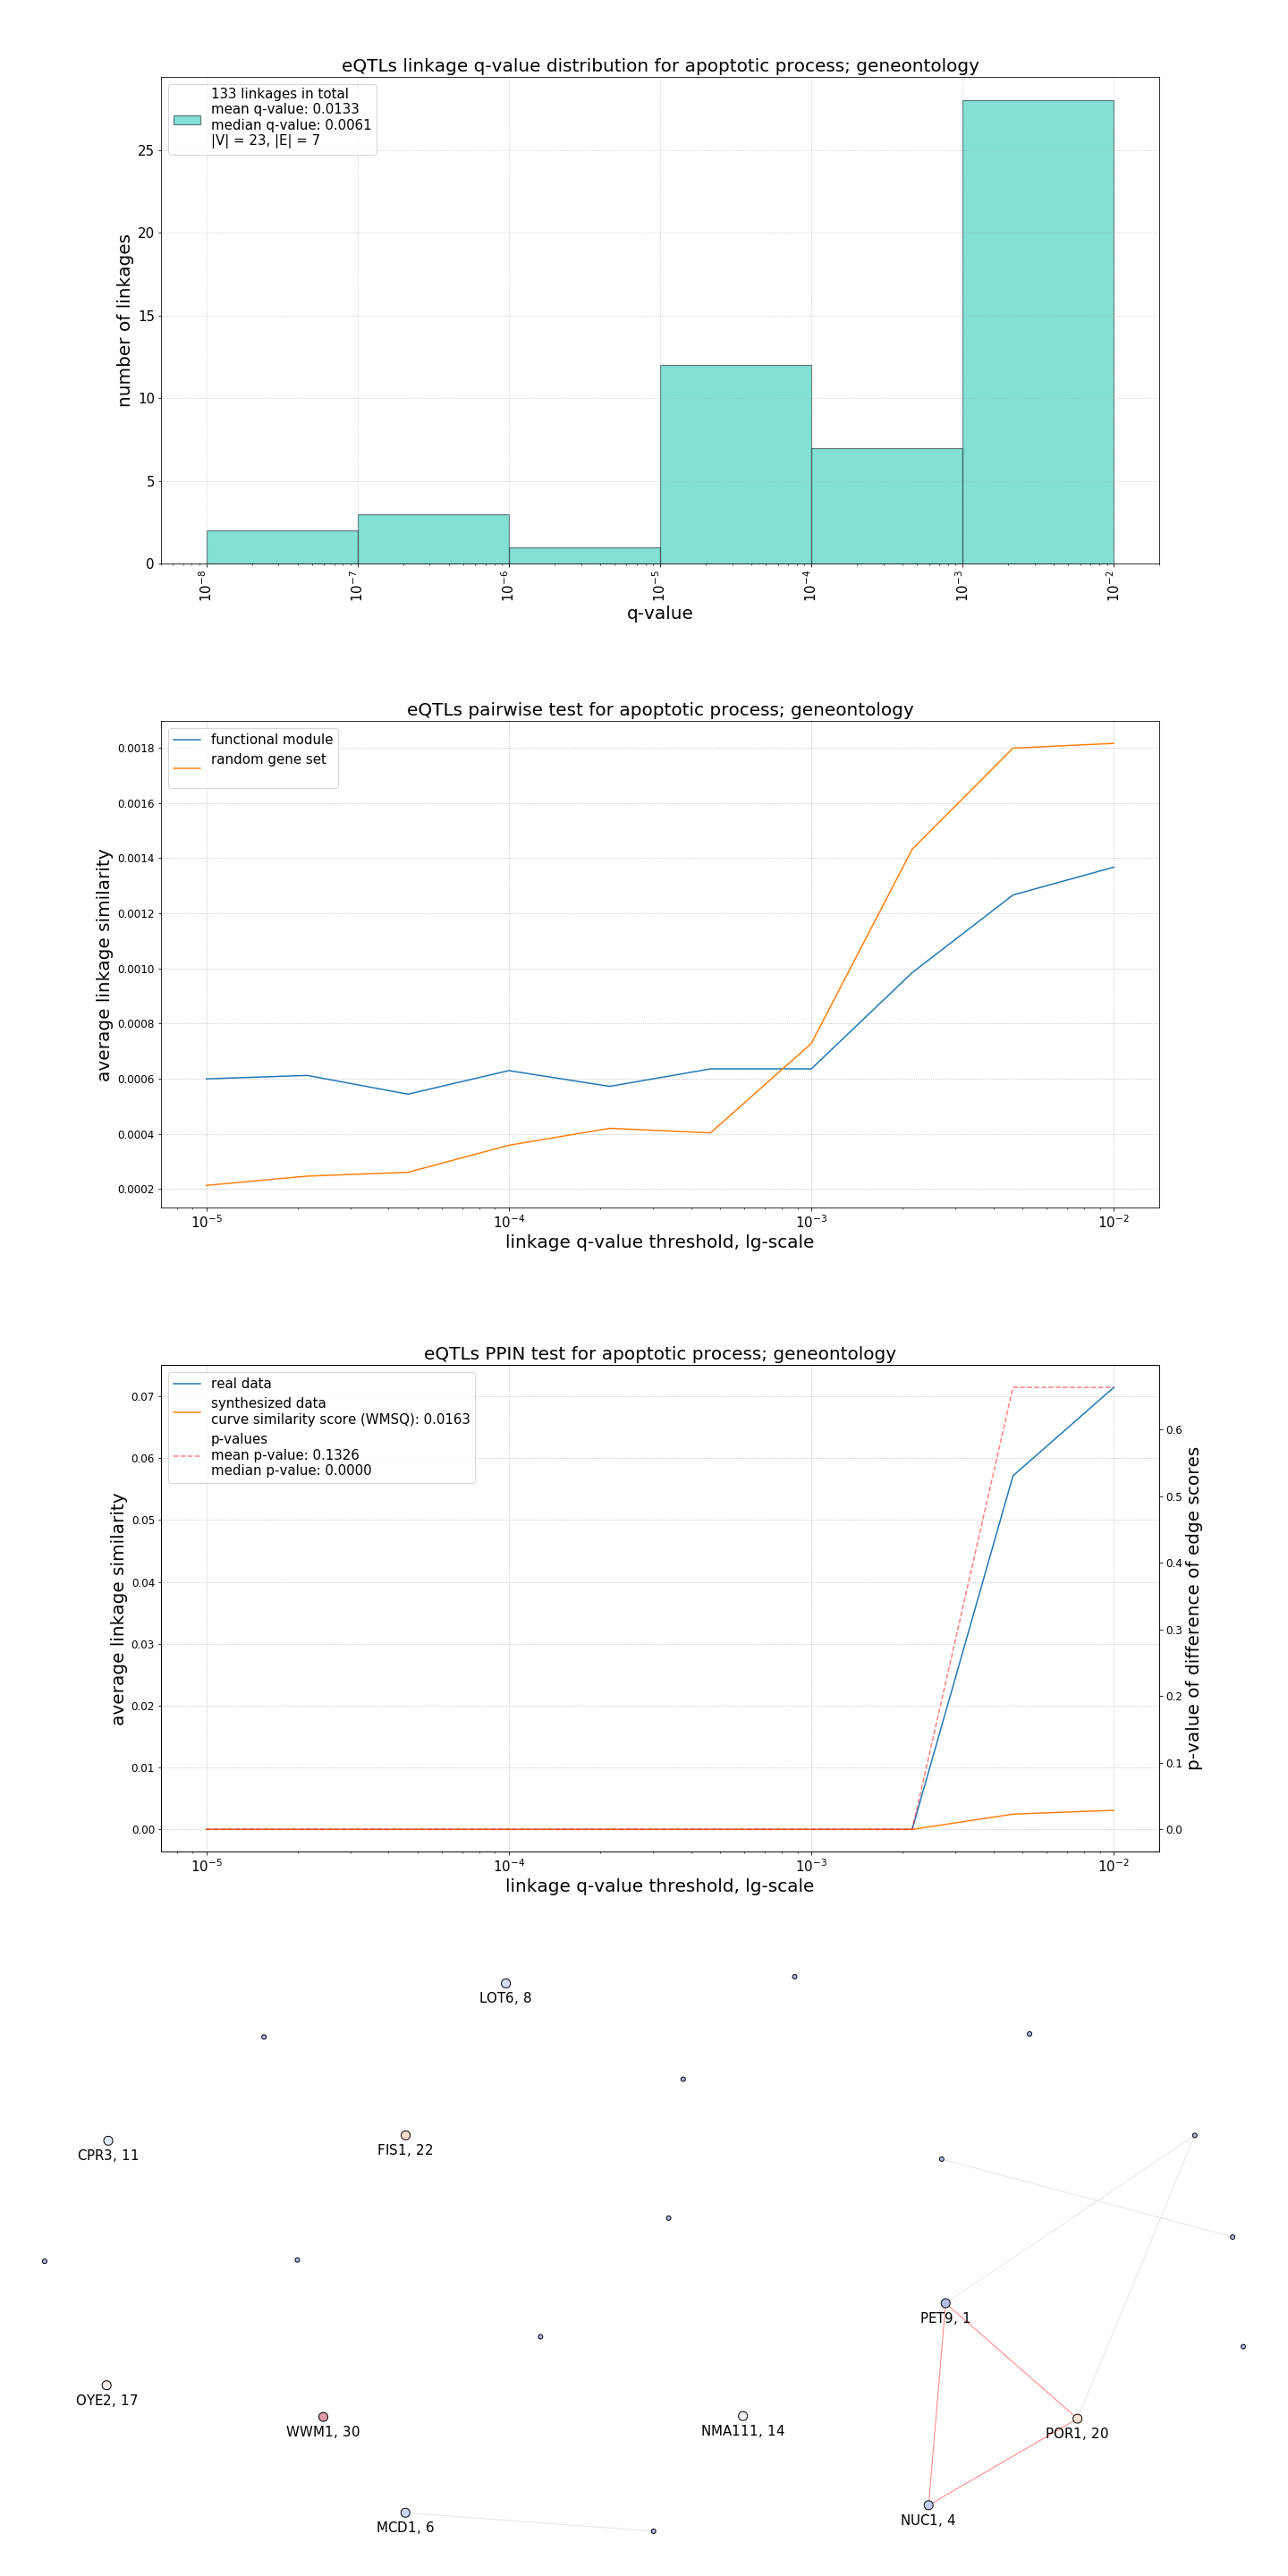 eQTLs linkage q-value distribution for apoptotic process; geneontology
133 linkages in total
mean q-value: 0.0133
median q-value: 0.0061
|V| = 23, |E| = 7
number of linkages
25
20
15
10
5
0
10⁻⁸
10⁻⁷
10⁻⁶
10⁻⁵
10⁻⁴
10⁻³
10⁻²
q-value
eQTLs pairwise test for apoptotic process; geneontology
functional module
random gene set
average linkage similarity
0.0018
0.0016
0.0014
0.0012
0.0010
0.0008
0.0006
0.0004
0.0002
10⁻⁵
10⁻⁴
10⁻³
10⁻²
linkage q-value threshold, lg-scale
eQTLs PPIN test for apoptotic process; geneontology
real data
synthesized data
curve similarity score (WMSQ): 0.0163
p-values
mean p-value: 0.1326
median p-value: 0.0000
average linkage similarity
0.07
0.06
0.05
0.04
0.03
0.02
0.01
0.00
0.6
0.5
0.4
0.3
0.2
0.1
0.0
p-value of difference of edge scores
10⁻⁵
10⁻⁴
10⁻³
10⁻²
linkage q-value threshold, lg-scale
LOT6, 8
CPR3, 11
FIS1, 22
PET9, 1
OYE2, 17
WWM1, 30
NMA111, 14
POR1, 20
NUC1, 4
MCD1, 6